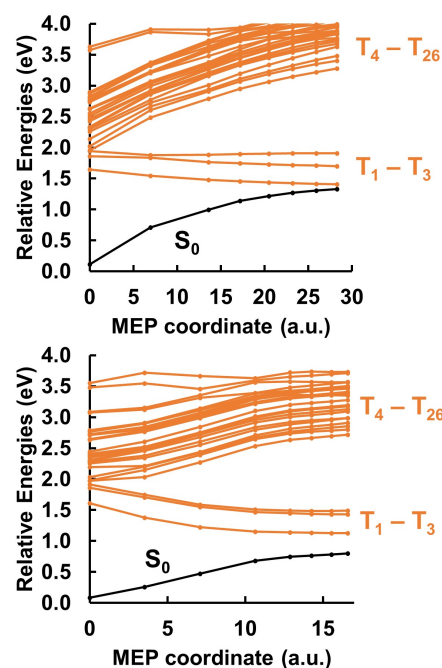 Relative Energies (eV)
4.0
3.5
3.0
2.5
2.0
1.5
1.0
0.5
0.0
T₄ – T₂₆
T₁ – T₃
S₀
0 5 10 15 20 25 30
MEP coordinate (a.u.)
Relative Energies (eV)
4.0
3.5
3.0
2.5
2.0
1.5
1.0
0.5
0.0
T₄ – T₂₆
T₁ – T₃
S₀
0 5 10 15
MEP coordinate (a.u.)